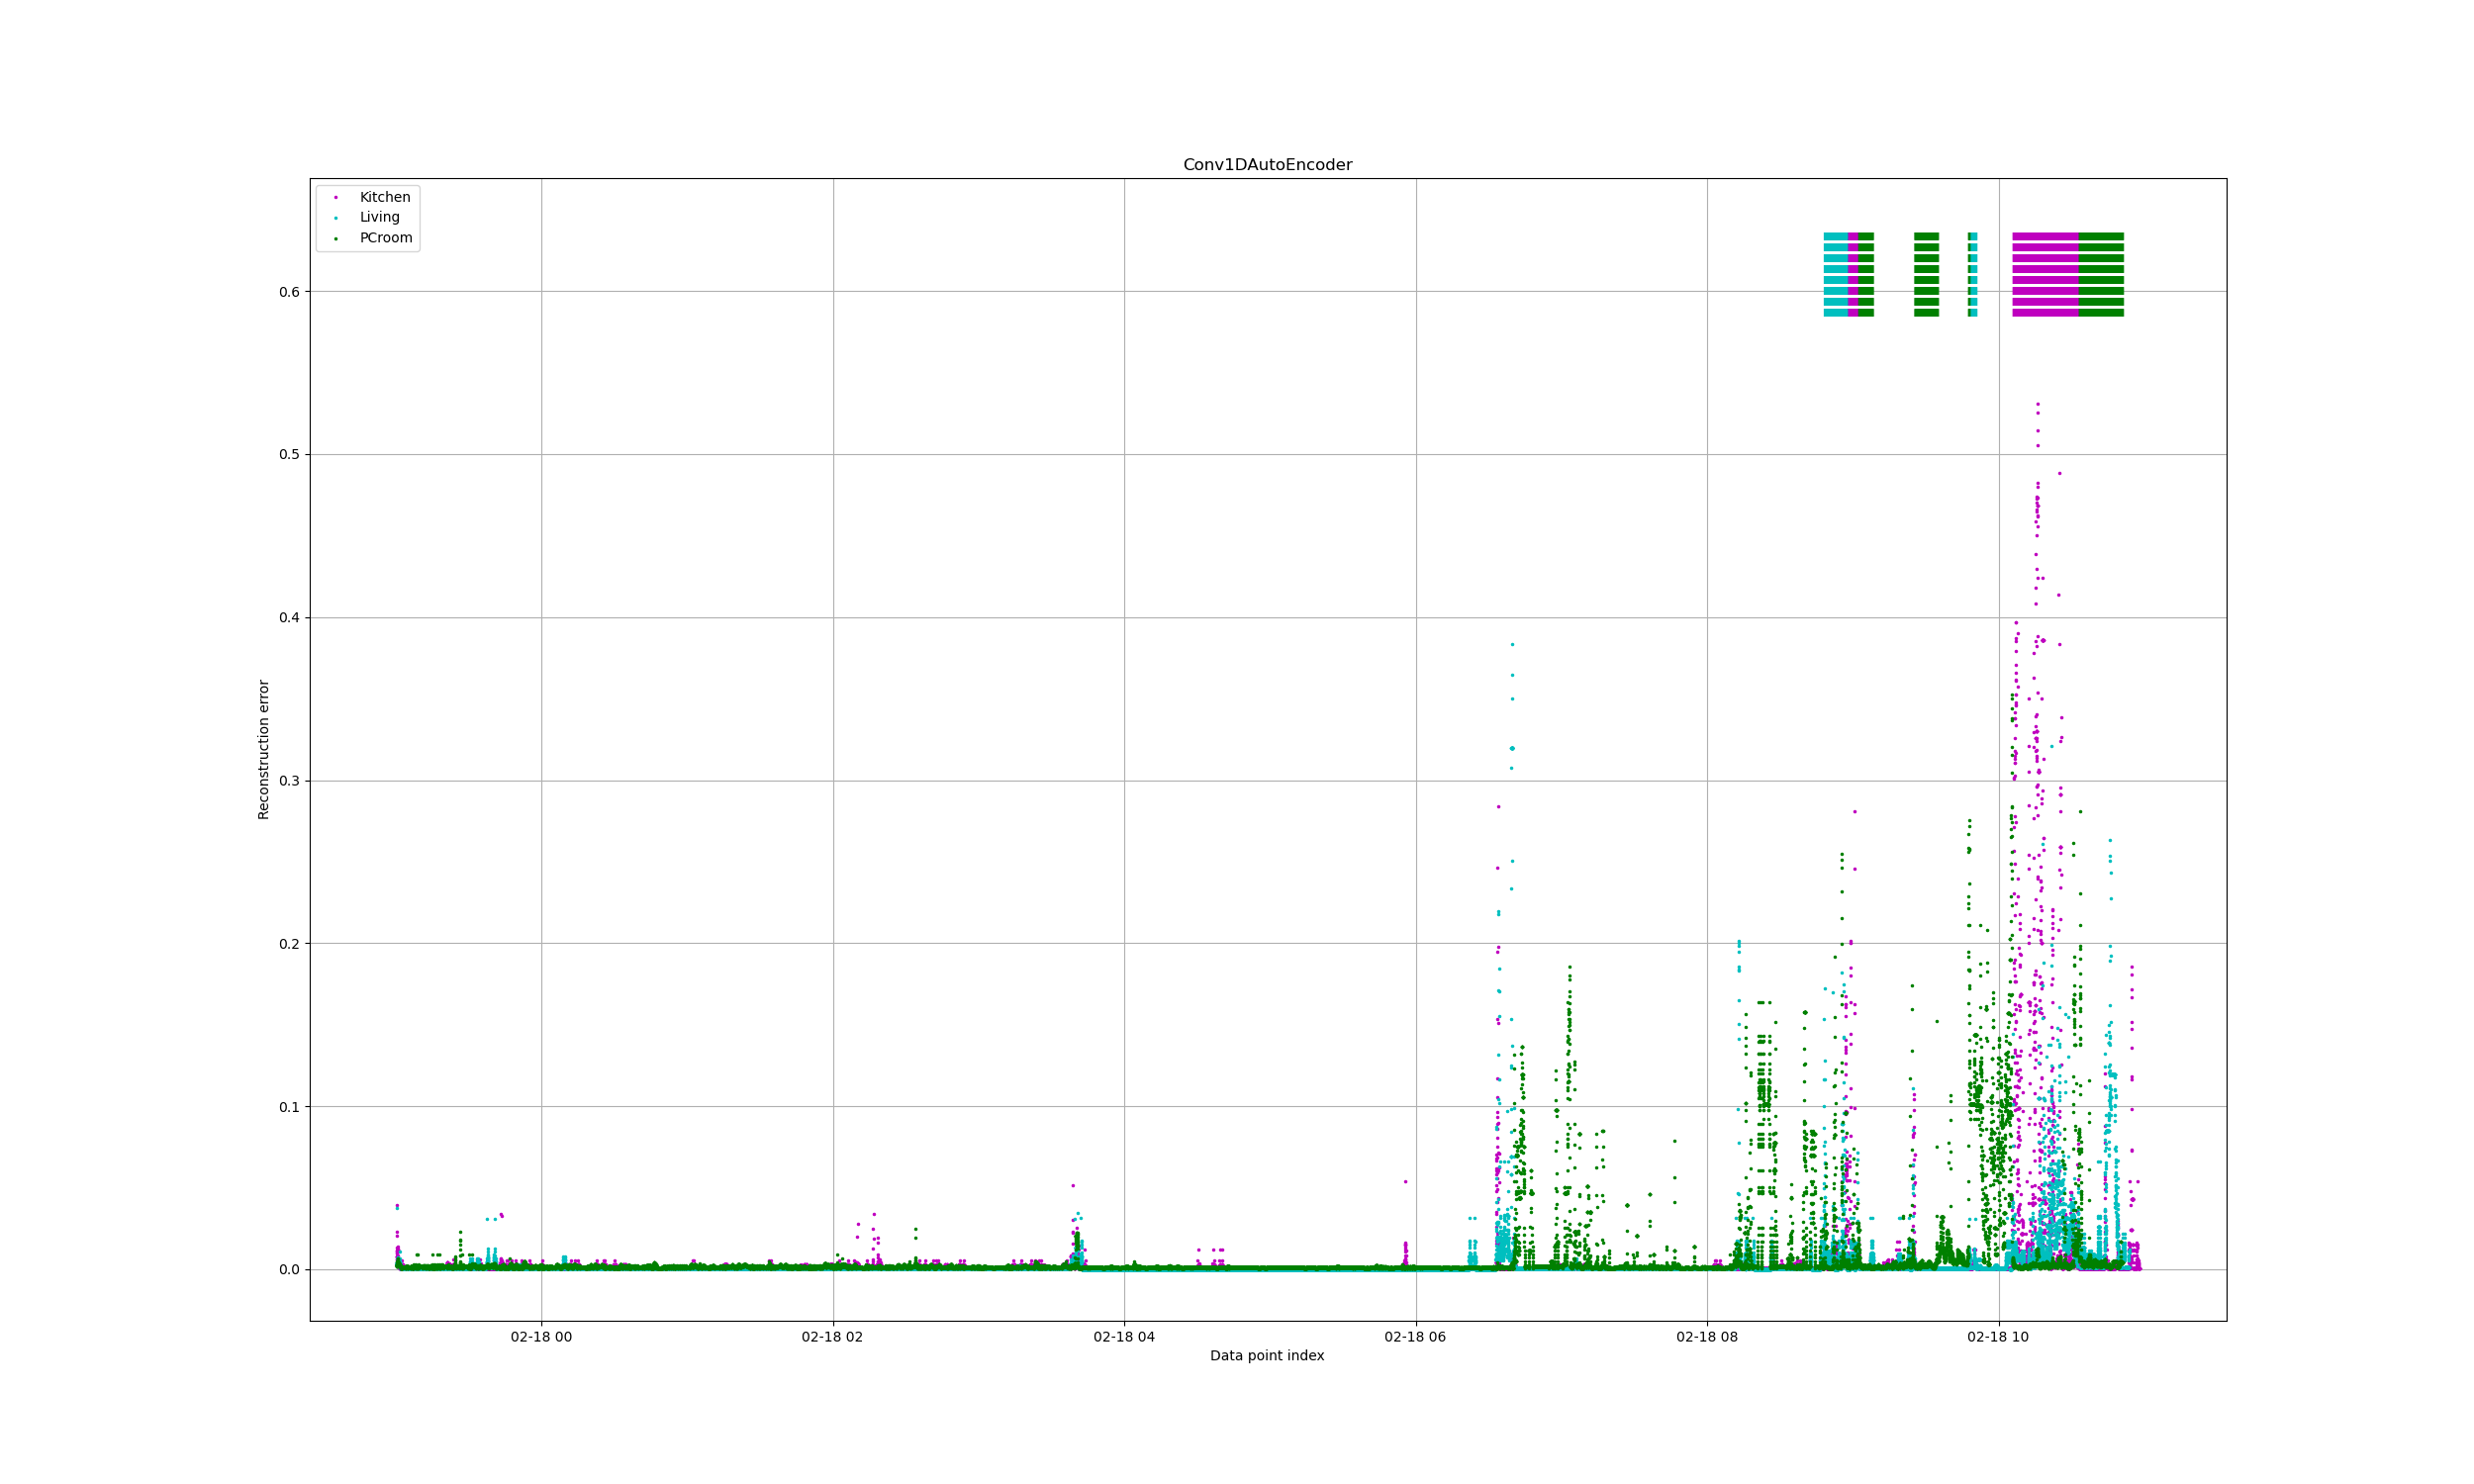 Conv1DAutoEncoder
Kitchen
Living
PCroom
0.6
0.5
0.4
0.3
0.2
0.1
0.0
Reconstruction error
02-18 00
02-18 02
02-18 04
02-18 06
02-18 08
02-18 10
Data point index